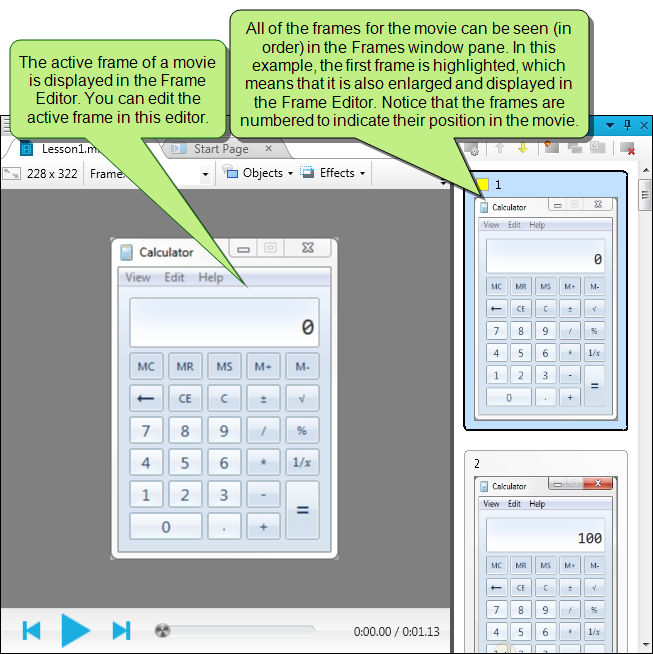 The active frame of a movie
is displayed in the Frame
Editor. You can edit the
active frame in this editor.
All of the frames for the movie can be seen (in
order) in the Frames window pane. In this
example, the first frame is highlighted, which
means that it is also enlarged and displayed in
the Frame Editor. Notice that the frames are
numbered to indicate their position in the movie.
Lesson1.m
Start Page
228 x 322 Frame:
Objects
Effects
Calculator
View Edit Help
0
MC MR MS M+ M-
← CE C ± √
7 8 9 / %
4 5 6 * 1/x
1 2 3 - =
0 . +
0:00.00 / 0:01.13
1
Calculator
View Edit Help
0
MC MR MS M+ M-
← CE C ± √
7 8 9 / %
4 5 6 * 1/x
1 2 3 - =
0 . +
2
Calculator
View Edit Help
100
MC MR MS M+ M-
← CE C ± √
7 8 9 / %
4 5 6 * 1/x